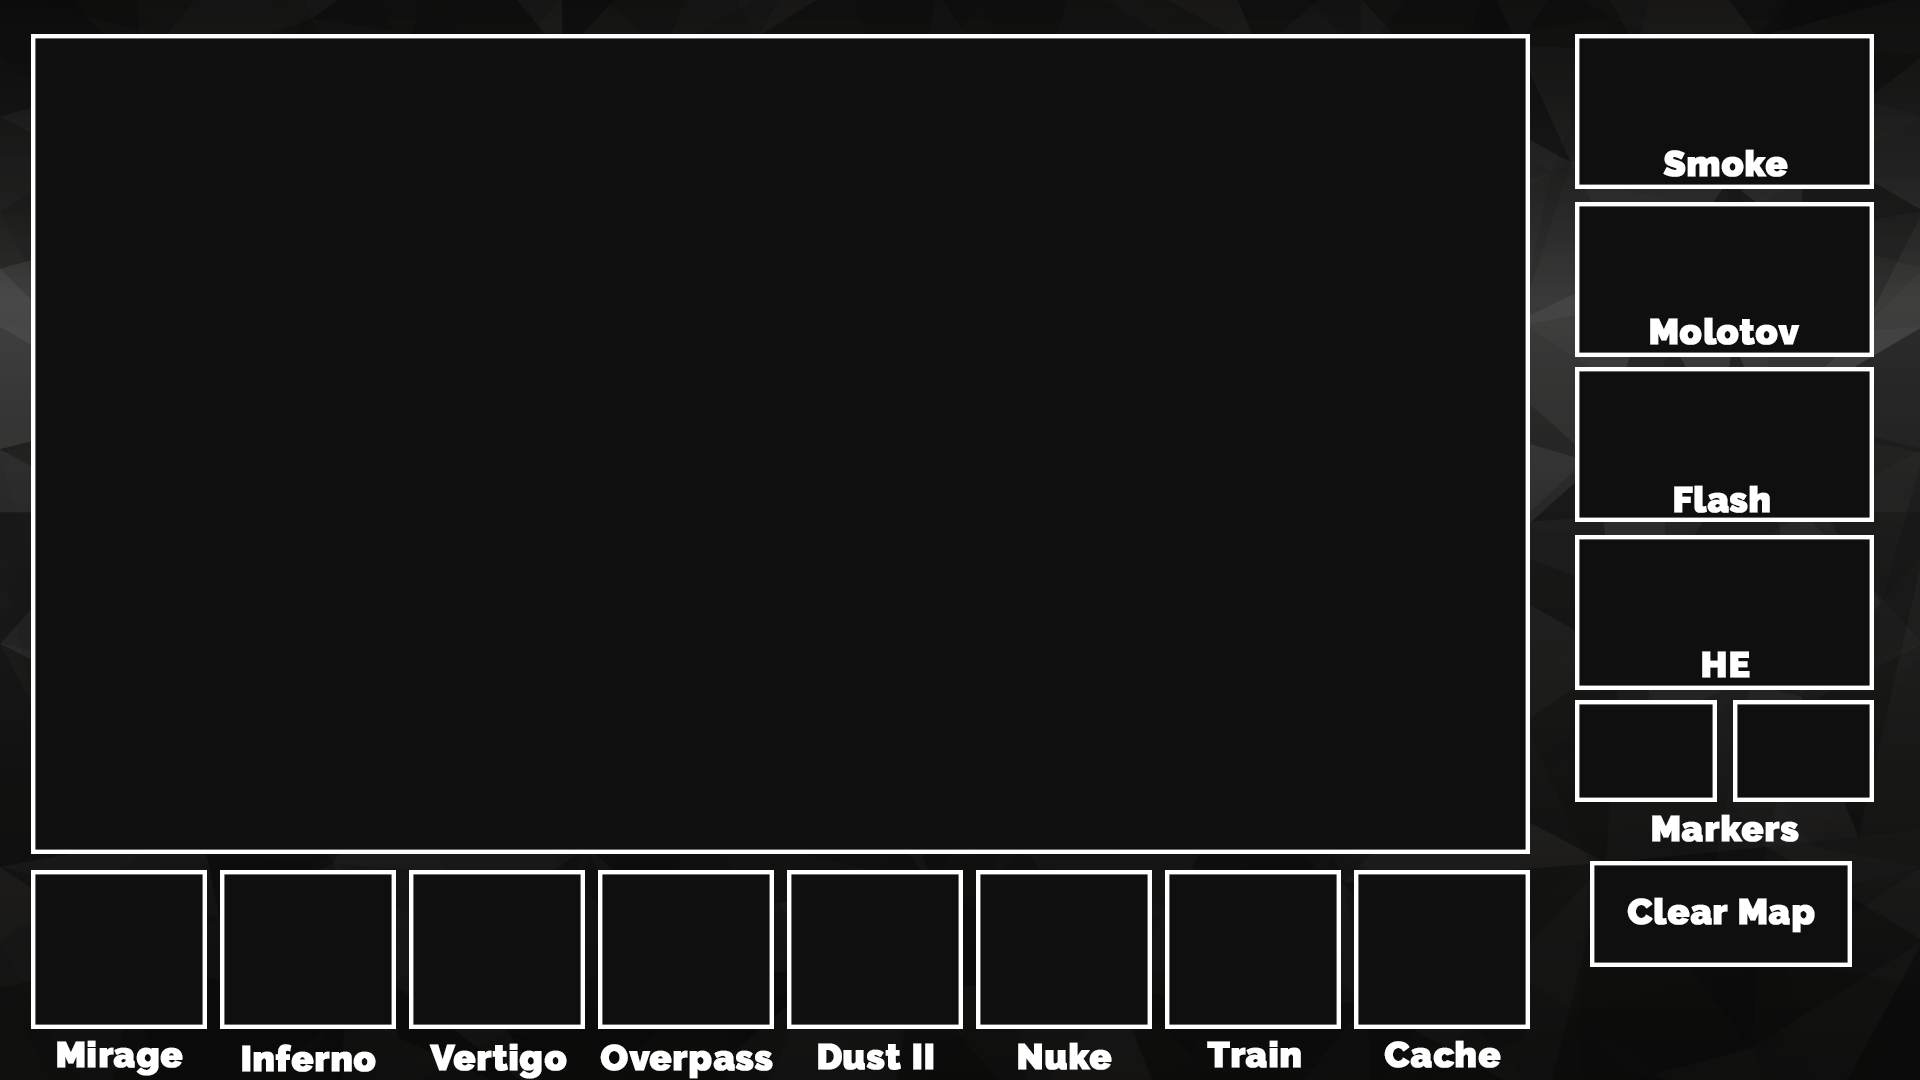 Smoke
Molotov
Flash
HE
Markers
Clear Map
Mirage
Inferno
Vertigo
Overpass
Dust II
Nuke
Train
Cache